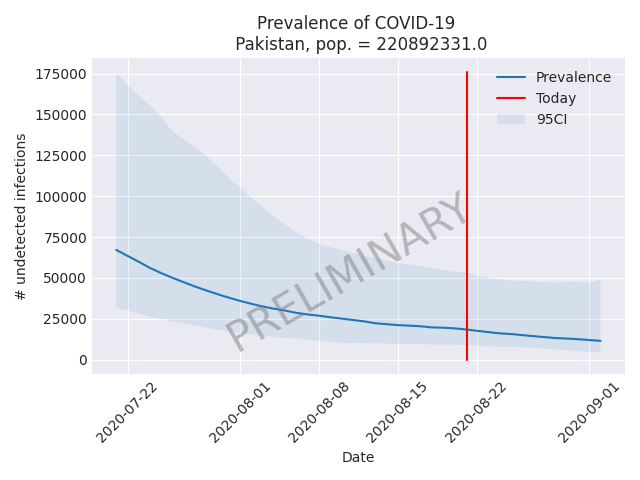 Prevalence of COVID-19
Pakistan, pop. = 220892331.0
175000
150000
125000
100000
75000
50000
25000
0
# undetected infections
Prevalence
Today
95CI
PRELIMINARY
2020-07-22
2020-08-01
2020-08-08
2020-08-15
2020-08-22
2020-09-01
Date